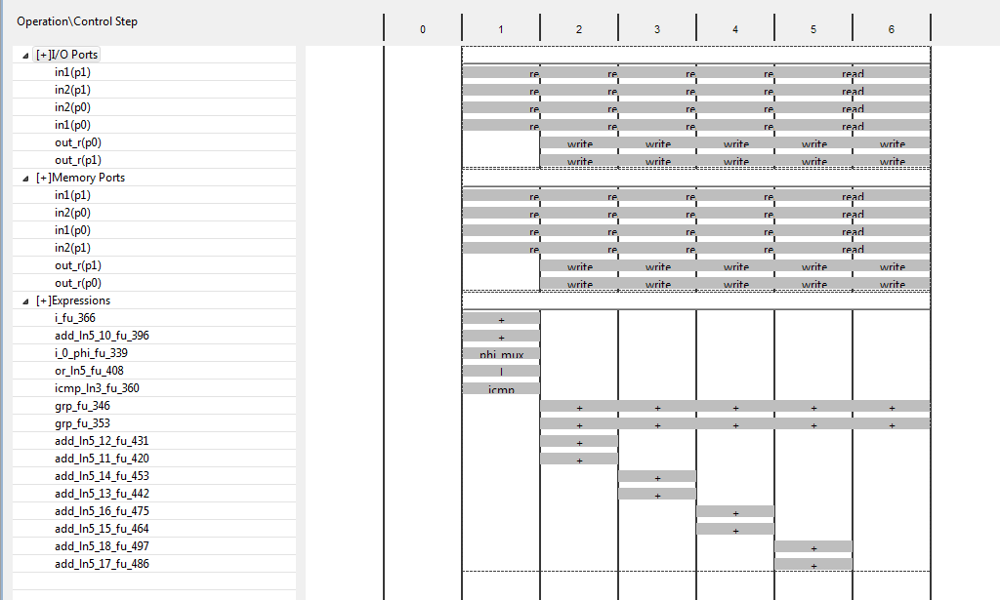 Operation\Control Step 0 1 2 3 4 5 6
[+]I/O Ports
in1(p1) re re re re read
in2(p1) re re re re read
in2(p0) re re re re read
in1(p0) re re re re read
out_r(p0) write write write write write
out_r(p1) write write write write write
[+]Memory Ports
in1(p1) re re re re read
in2(p0) re re re re read
in1(p0) re re re re read
in2(p1) re re re re read
out_r(p1) write write write write write
out_r(p0) write write write write write
[+]Expressions
i_fu_366 +
add_ln5_10_fu_396 +
i_0_phi_fu_339 phi_mux
or_ln5_fu_408 |
icmp_ln3_fu_360 icmp
grp_fu_346 + + + + +
grp_fu_353 + + + + +
add_ln5_12_fu_431 +
add_ln5_11_fu_420 +
add_ln5_14_fu_453 +
add_ln5_13_fu_442 +
add_ln5_16_fu_475 +
add_ln5_15_fu_464 +
add_ln5_18_fu_497 +
add_ln5_17_fu_486 +